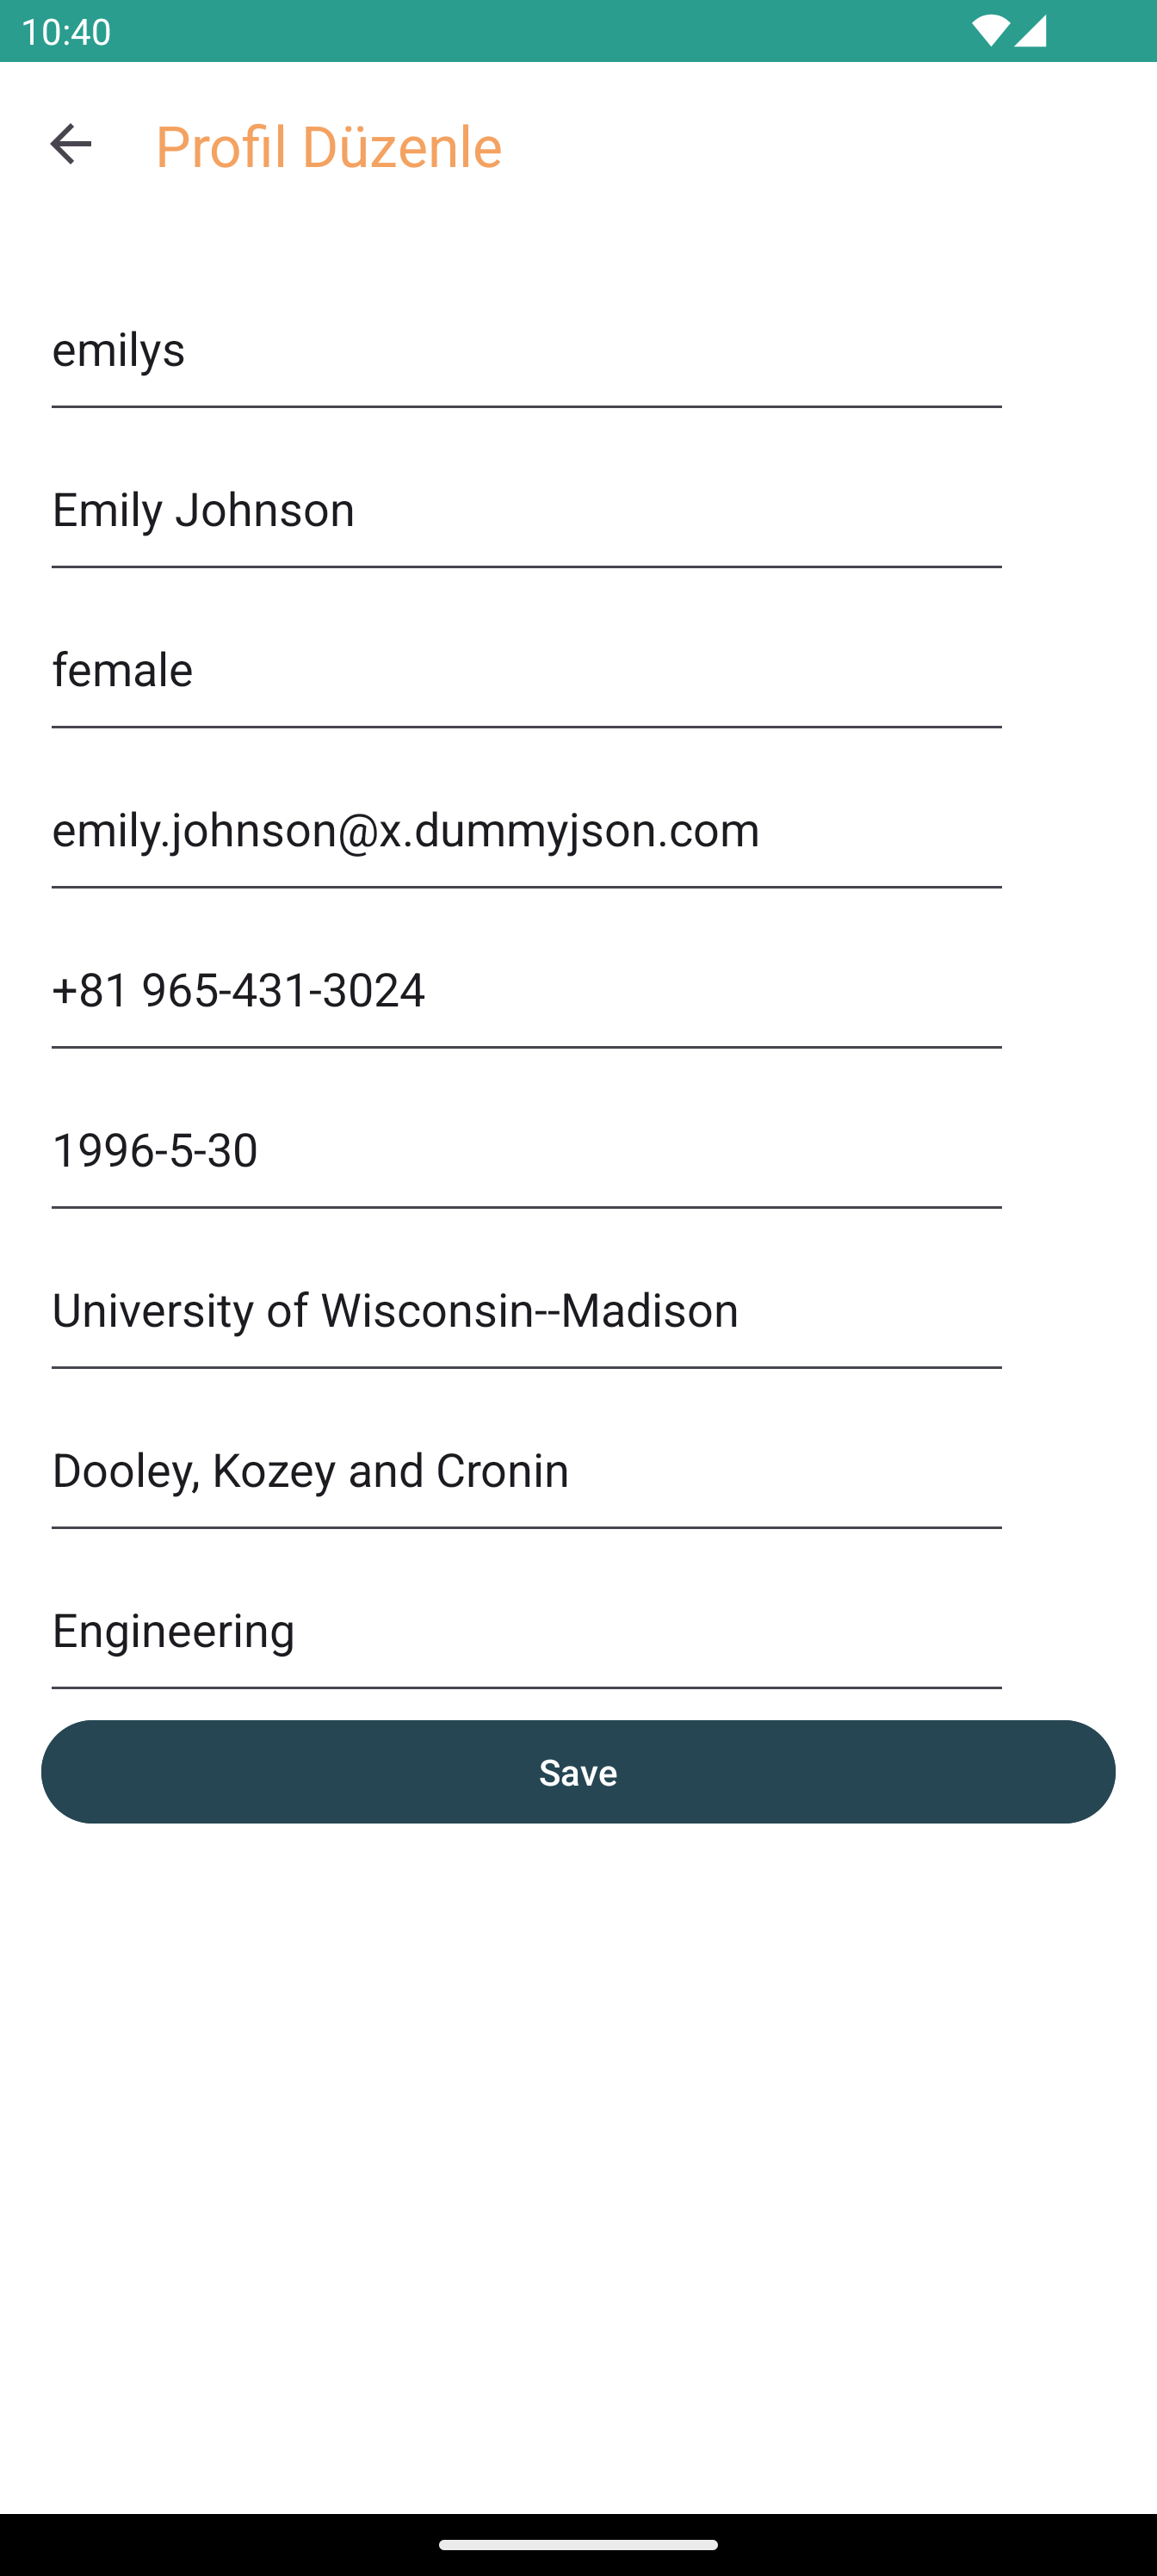 10:40
Profil Düzenle
emilys
Emily Johnson
female
emily.johnson@x.dummyjson.com
+81 965-431-3024
1996-5-30
University of Wisconsin--Madison
Dooley, Kozey and Cronin
Engineering
Save